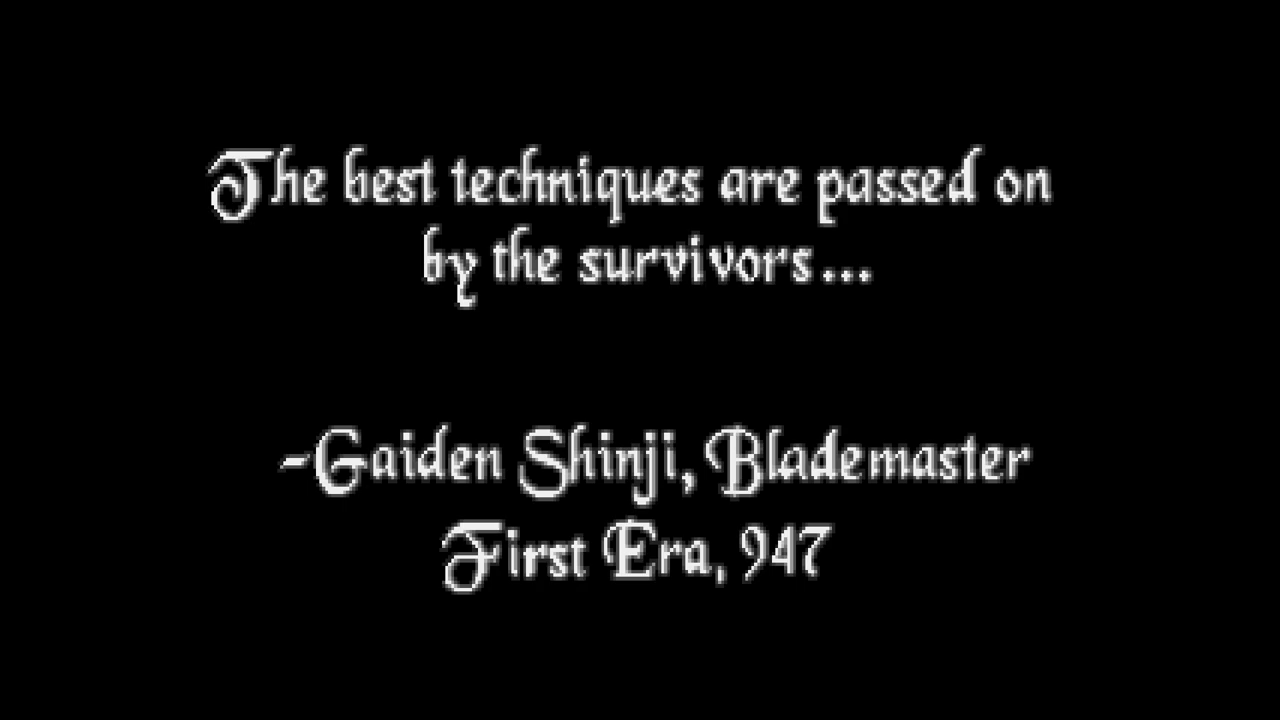 The best techniques are passed on
by the survivors...
-Gaiden Shinji, Blademaster
First Era, 947